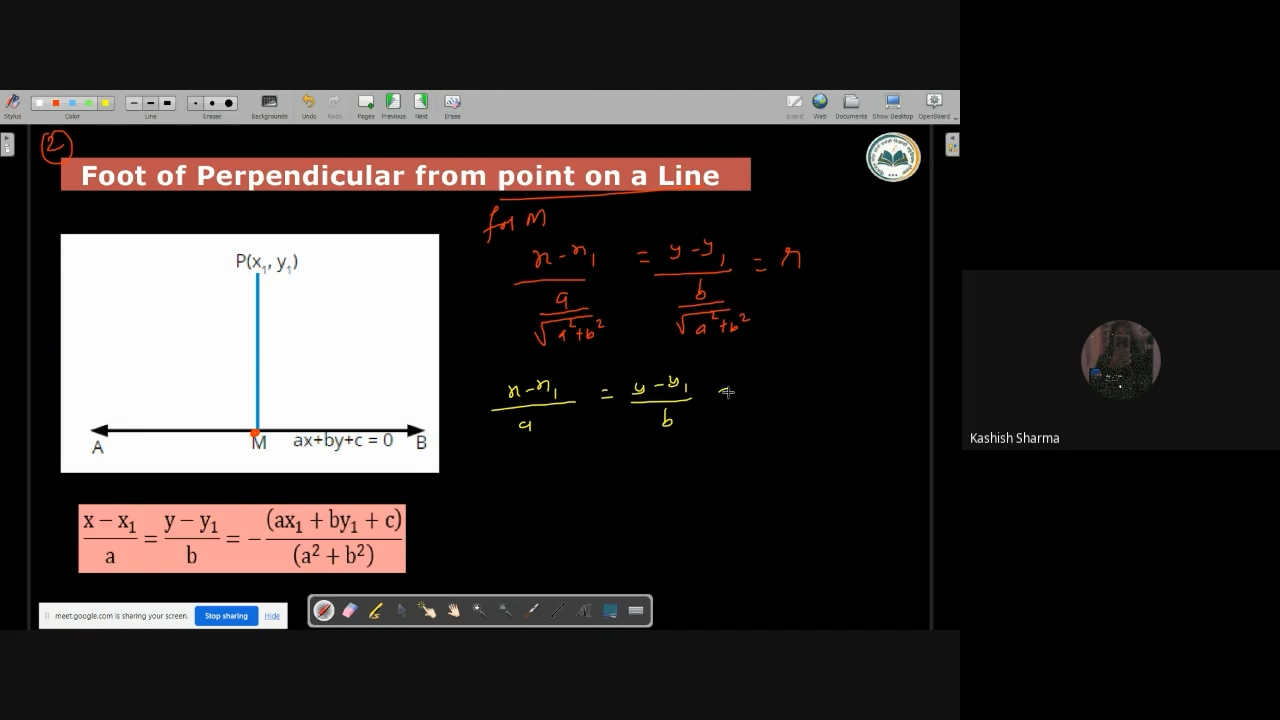 Stylus Color Line Eraser Backgrounds Undo Redo Pages Previous Next Erase Board Web Documents Show Desktop OpenBoard
2
Foot of Perpendicular from point on a Line
for M
(x-x₁)/(a/√(a²+b²)) = (y-y₁)/(b/√(a²+b²)) = r
(x-x₁)/a = (y-y₁)/b =
P(x₁, y₁)
A M ax+by+c = 0 B
(x − x₁)/a = (y − y₁)/b = − (ax₁ + by₁ + c)/(a² + b²)
meet.google.com is sharing your screen. Stop sharing Hide
Kashish Sharma